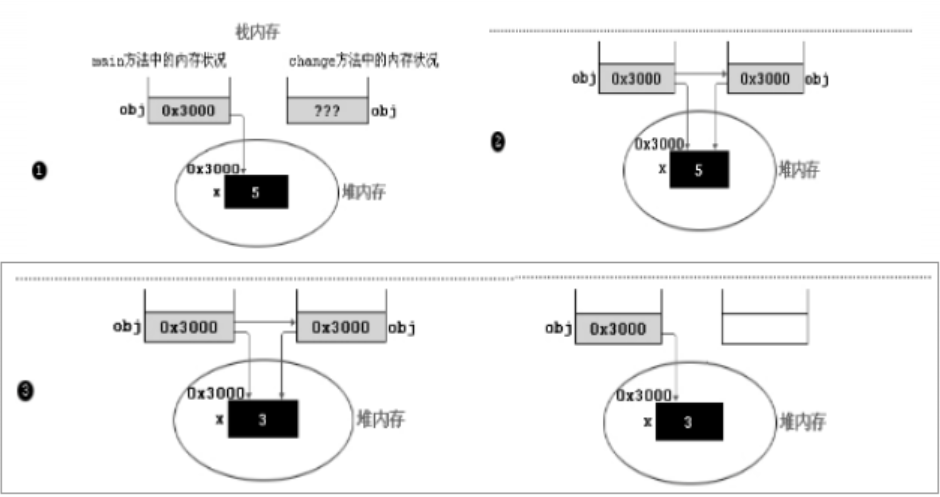 栈内存
main方法中的内存状况 change方法中的内存状况
obj 0x3000 ??? obj
❶
0x3000
x 5 堆内存
obj 0x3000 0x3000 obj
❷
0x3000
x 5 堆内存
obj 0x3000 0x3000 obj
❸
0x3000
x 3 堆内存
obj 0x3000
0x3000
x 3 堆内存